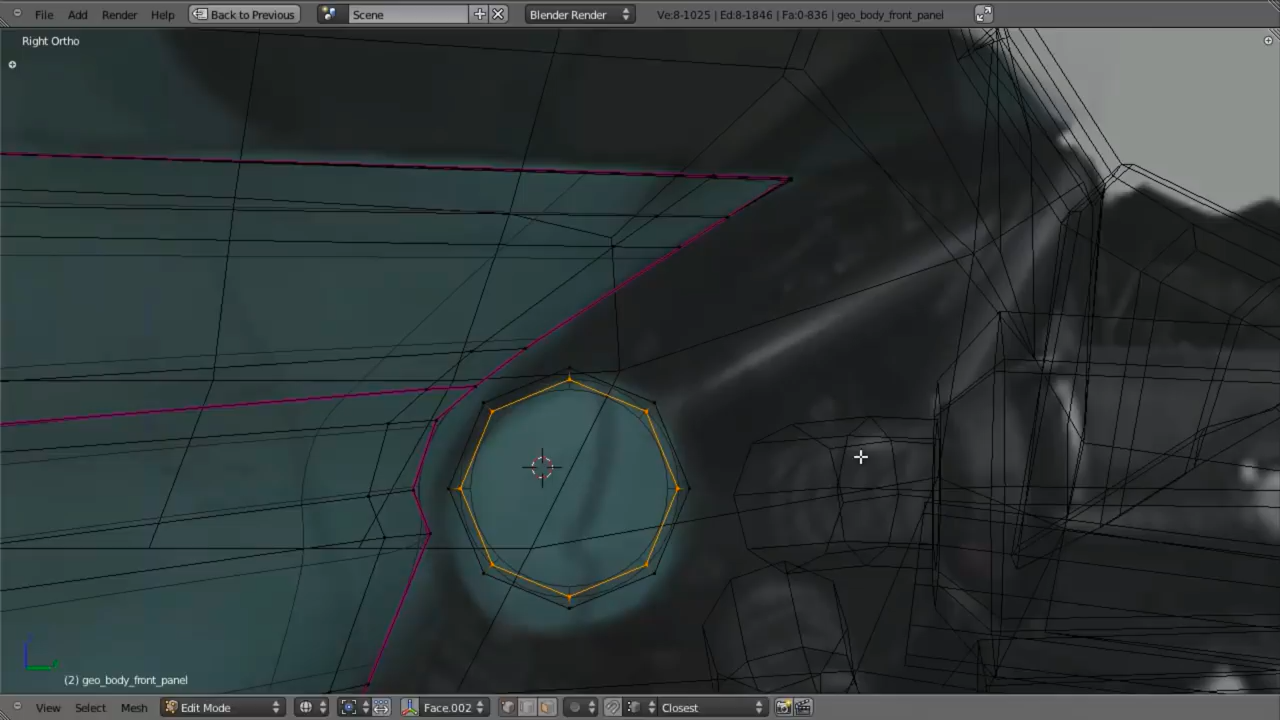 File Add Render Help Back to Previous Scene Blender Render Ve:8-1025 | Ed:8-1846 | Fa:0-836 | geo_body_front_panel
Right Ortho
(2) geo_body_front_panel
View Select Mesh Edit Mode Face.002 Closest